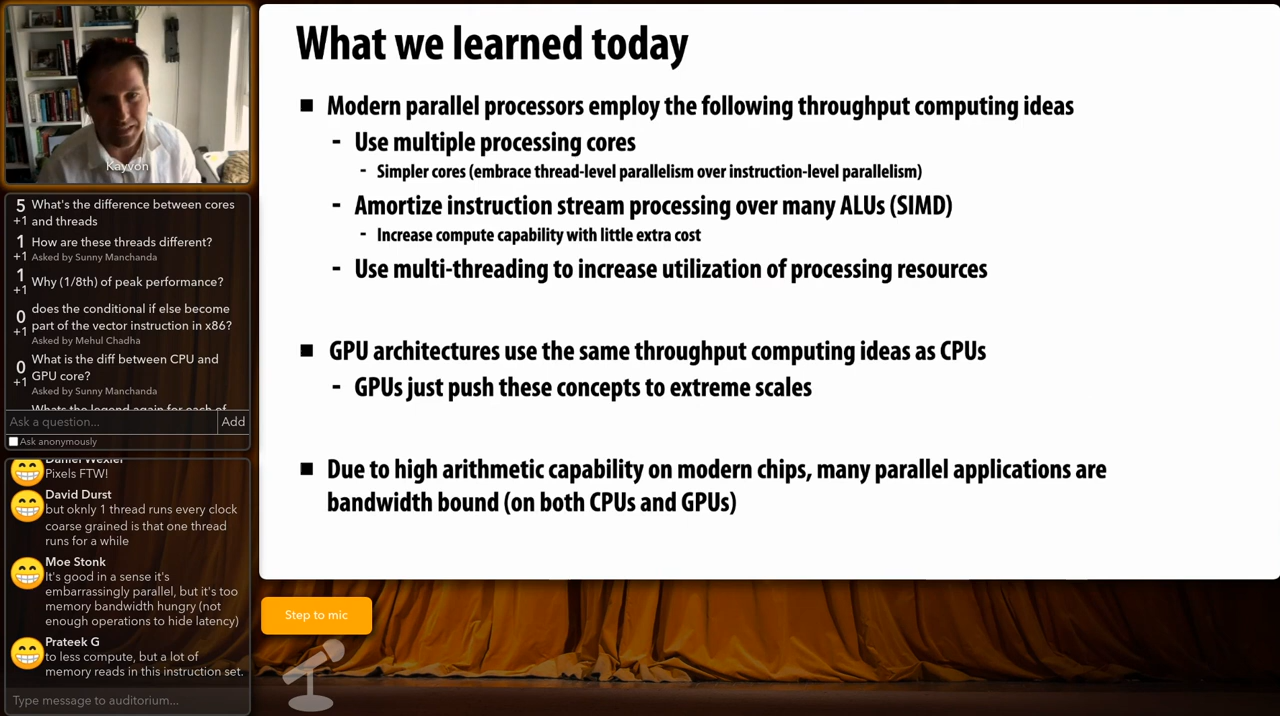 Kayvon
5 What's the difference between cores
+1 and threads
1 How are these threads different?
+1 Asked by Sunny Manchanda
1 Why (1/8th) of peak performance?
+1
0 does the conditional if else become
+1 part of the vector instruction in x86?
Asked by Mehul Chadha
0 What is the diff between CPU and
+1 GPU core?
Asked by Sunny Manchanda
Whats the legend again for each of
Ask a question... Add
Ask anonymously
Daniel Wexler
Pixels FTW!
David Durst
but oknly 1 thread runs every clock
coarse grained is that one thread
runs for a while
Moe Stonk
It's good in a sense it's
embarrassingly parallel, but it's too
memory bandwidth hungry (not
enough operations to hide latency)
Prateek G
to less compute, but a lot of
memory reads in this instruction set.
Type message to auditorium...
What we learned today
■ Modern parallel processors employ the following throughput computing ideas
- Use multiple processing cores
- Simpler cores (embrace thread-level parallelism over instruction-level parallelism)
- Amortize instruction stream processing over many ALUs (SIMD)
- Increase compute capability with little extra cost
- Use multi-threading to increase utilization of processing resources
■ GPU architectures use the same throughput computing ideas as CPUs
- GPUs just push these concepts to extreme scales
■ Due to high arithmetic capability on modern chips, many parallel applications are
bandwidth bound (on both CPUs and GPUs)
Step to mic